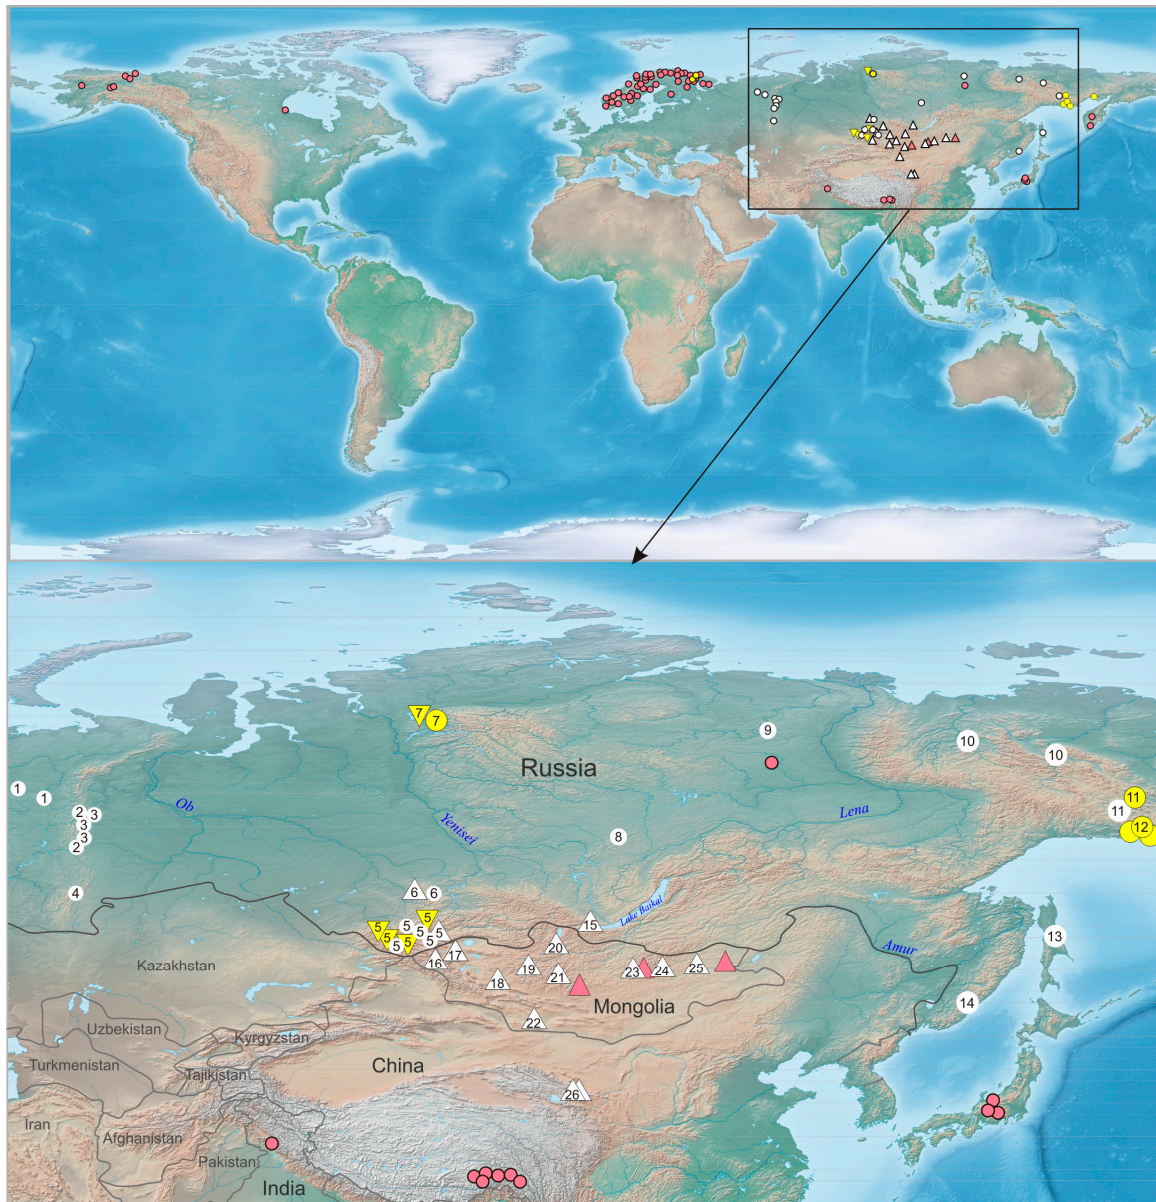 7
7
9
10
10
Russia
1
1
11
11
2
3
3
3
2
Ob
Yenisei
Lena
8
12
4
6
6
5
5
5
5
5
5
5
5
5
15
Lake Baikal
13
Amur
16
17
20
19
18
21
23
24
25
Kazakhstan
Mongolia
14
22
Uzbekistan
Kyrgyzstan
Turkmenistan
Tajikistan
China
26
Iran
Afghanistan
Pakistan
India